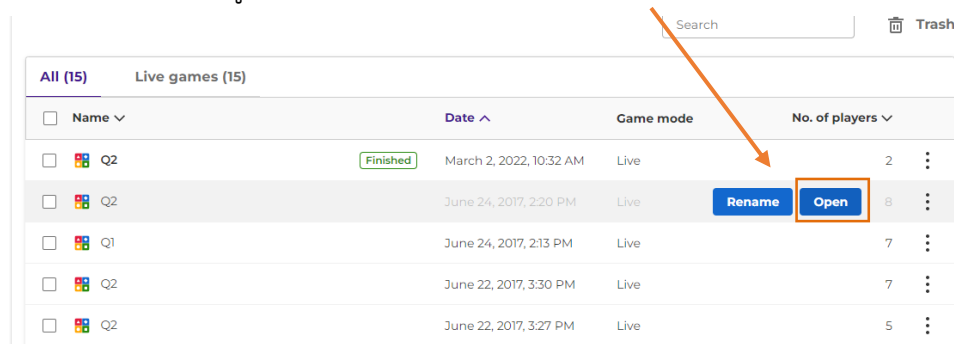 Search Trash
All (15) Live games (15)
Name Date Game mode No. of players
Q2 Finished March 2, 2022, 10:32 AM Live 2
Q2 June 24, 2017, 2:20 PM Live Rename Open 8
Q1 June 24, 2017, 2:13 PM Live 7
Q2 June 22, 2017, 3:30 PM Live 7
Q2 June 22, 2017, 3:27 PM Live 5